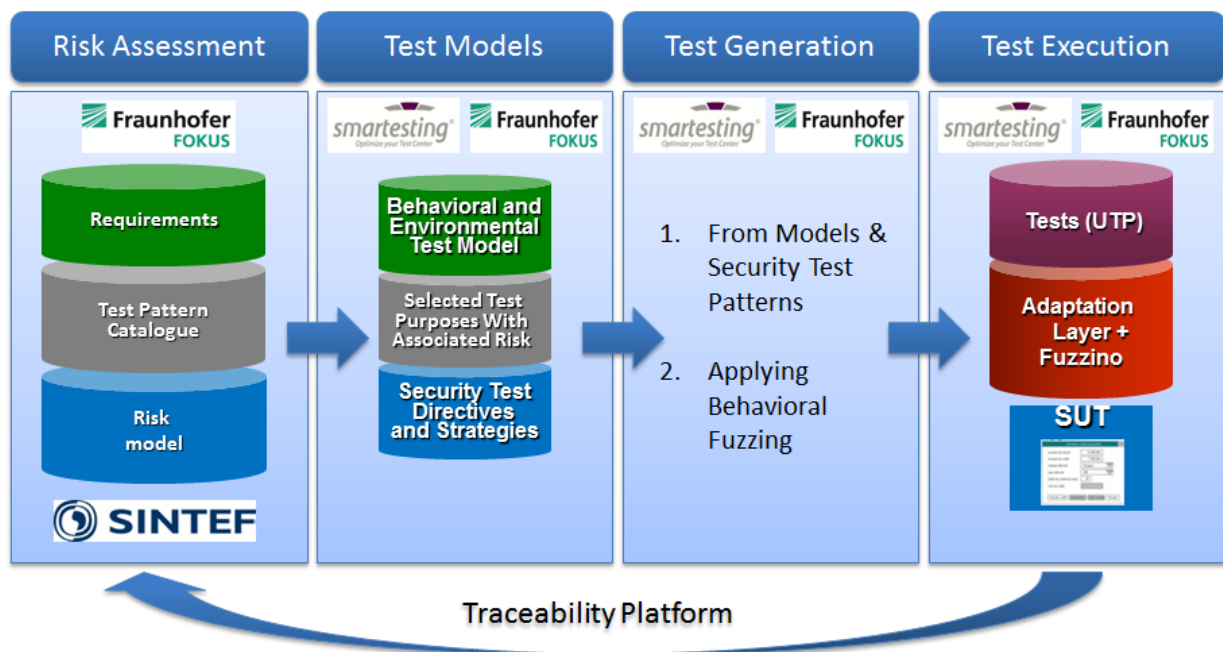 Risk Assessment
Test Models
Test Generation
Test Execution
Fraunhofer
FOKUS
Requirements
Test Pattern
Catalogue
Risk
model
SINTEF
smartesting®
Optimize your Test Center
Fraunhofer
FOKUS
Behavioral and
Environmental
Test Model
Selected Test
Purposes With
Associated Risk
Security Test
Directives
and Strategies
smartesting®
Optimize your Test Center
Fraunhofer
FOKUS
1. From Models &
Security Test
Patterns
2. Applying
Behavioral
Fuzzing
smartesting®
Optimize your Test Center
Fraunhofer
FOKUS
Tests (UTP)
Adaptation
Layer +
Fuzzino
SUT
Traceability Platform